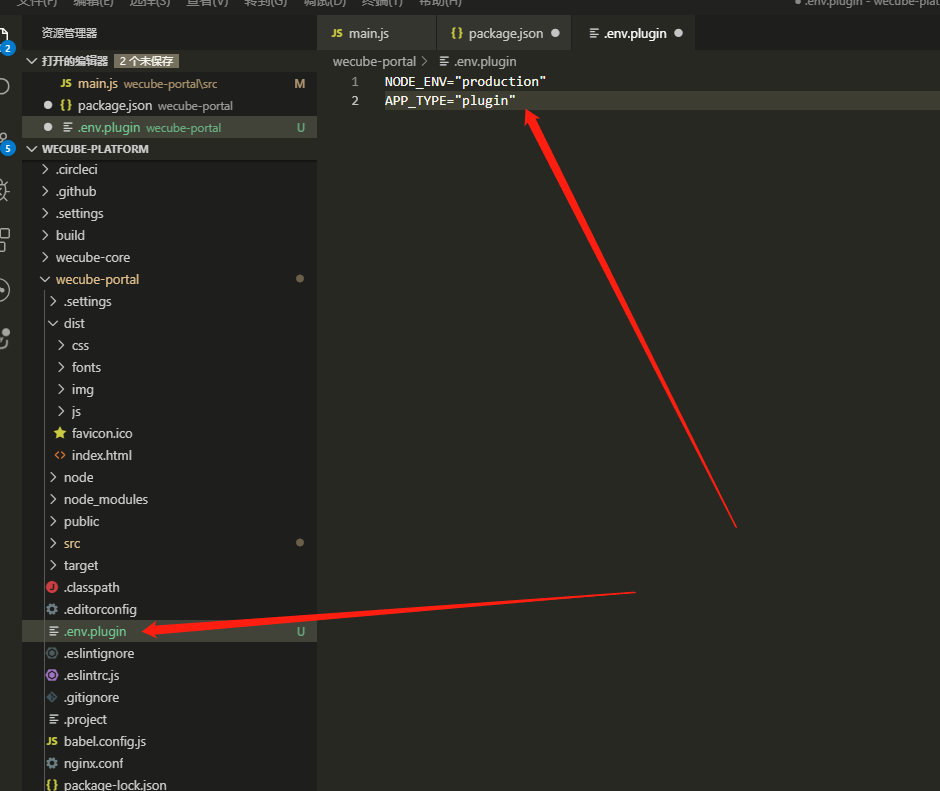 文件(F) 编辑(E) 选择(S) 查看(V) 转到(G) 调试(D) 终端(T) 帮助(H) ● .env.plugin - wecube-plat
资源管理器
main.js
package.json ●
.env.plugin ●
打开的编辑器 2 个未保存
wecube-portal > .env.plugin
JS main.js wecube-portal\src M
{} package.json wecube-portal
.env.plugin wecube-portal U
1 NODE_ENV="production"
2 APP_TYPE="plugin"
2
5
WECUBE-PLATFORM
.circleci
.github
.settings
build
wecube-core
wecube-portal
.settings
dist
css
fonts
img
js
favicon.ico
index.html
node
node_modules
public
src
target
.classpath
.editorconfig
.env.plugin U
.eslintignore
.eslintrc.js
.gitignore
.project
JS babel.config.js
nginx.conf
{} package-lock.json